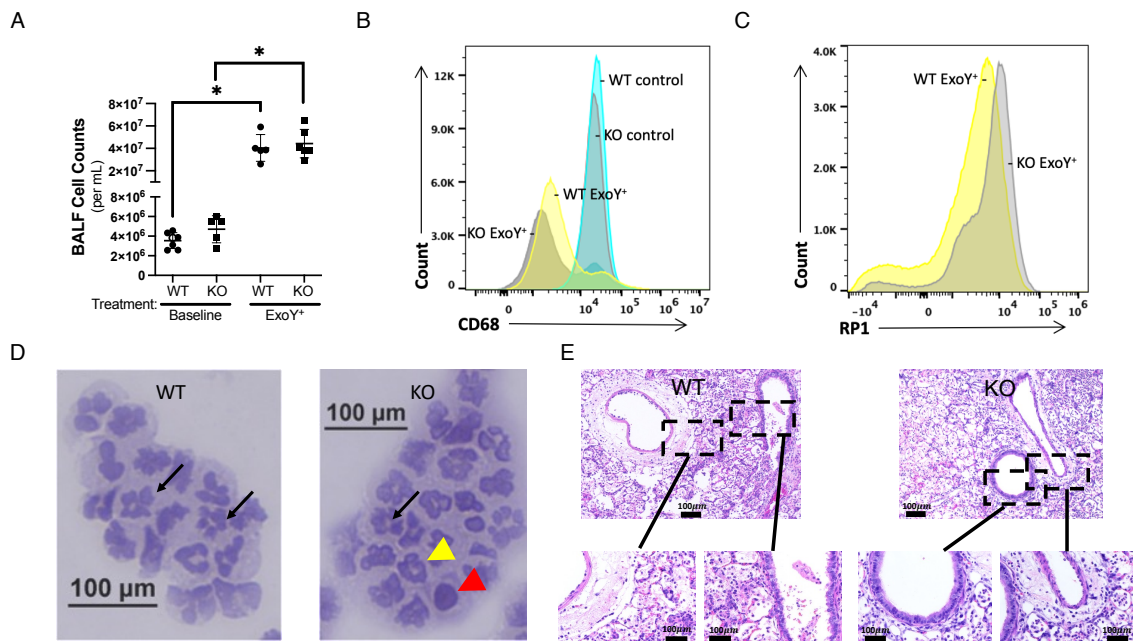 A
BALF Cell Counts
(per mL)
8×10⁷
6×10⁷
4×10⁷
2×10⁷
8×10⁶
6×10⁶
4×10⁶
2×10⁶
0
*
*
WT
KO
WT
KO
Treatment:
Baseline
ExoY⁺
B
Count
12K
9.0K
6.0K
3.0K
0
WT control
KO control
WT ExoY⁺
KO ExoY⁺
0
10⁴
10⁵
10⁶
10⁷
CD68
C
Count
4.0K
3.0K
2.0K
1.0K
0
WT ExoY⁺
KO ExoY⁺
-10⁴
0
10⁴
10⁵
10⁶
RP1
D
WT
100 µm
KO
100 µm
E
WT
100µm
KO
100µm
100µm
100µm
100µm
100µm